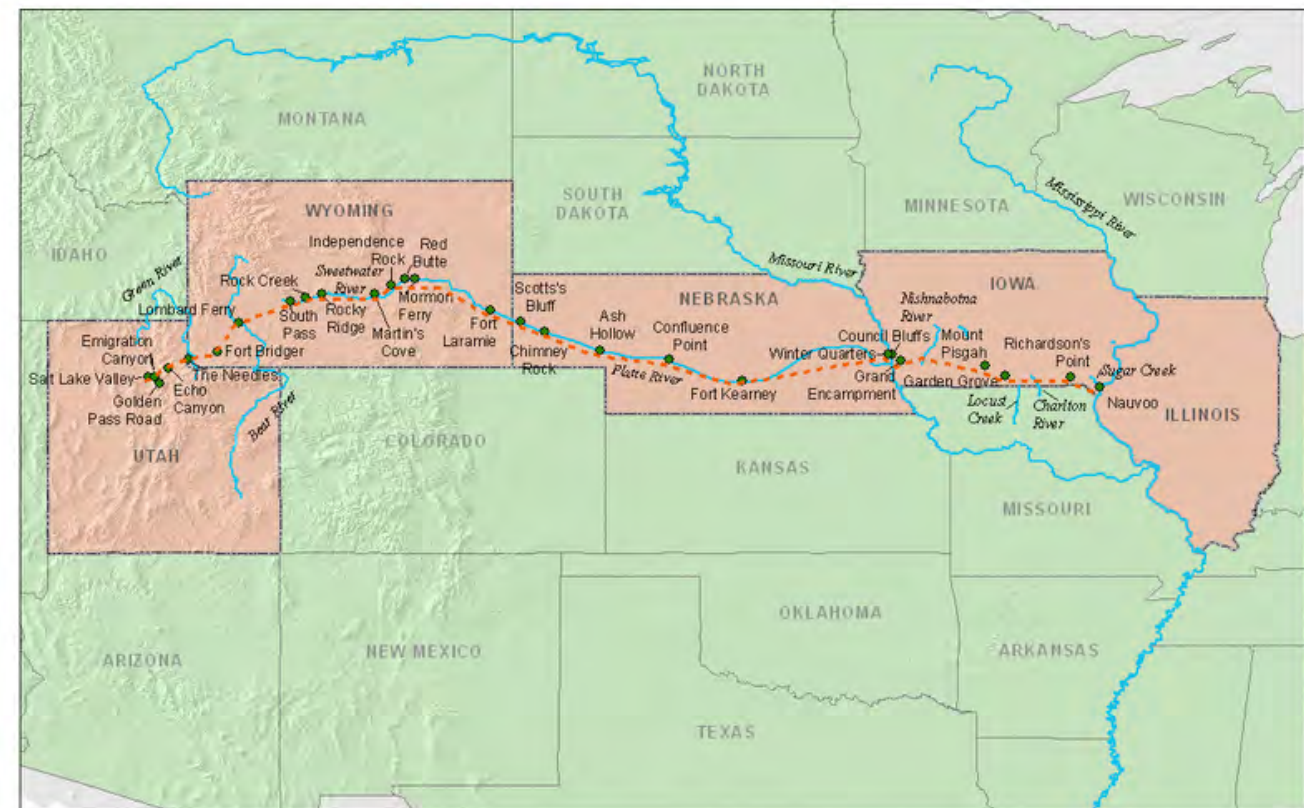 NORTH
DAKOTA
MONTANA
SOUTH
DAKOTA
MINNESOTA
Mississippi River
WISCONSIN
WYOMING
IDAHO
Green River
Independence
Rock
Red
Butte
Rock Creek
Sweetwater
River
Lombard Ferry
South
Pass
Rocky
Ridge
Martin's
Cove
Mormon
Ferry
Fort
Laramie
Scotts's
Bluff
Chimney
Rock
NEBRASKA
Ash
Hollow
Confluence
Point
Platte River
Fort Kearney
Missouri River
IOWA
Nishnabotna
River
Council Bluffs
Winter Quarters
Grand
Encampment
Mount
Pisgah
Garden Grove
Richardson's
Point
Locust
Creek
Charlton
River
Sugar Creek
Nauvoo
ILLINOIS
Emigration
Canyon
Salt Lake Valley
Golden
Pass Road
Echo
Canyon
The Needles
Fort Bridger
Bear River
UTAH
COLORADO
KANSAS
MISSOURI
ARIZONA
NEW MEXICO
OKLAHOMA
ARKANSAS
TEXAS